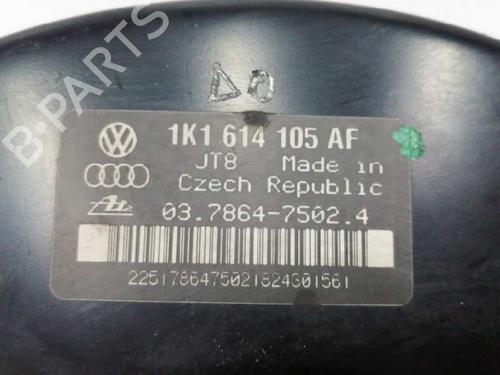 1K1 614 105 AF
JT8 Made in
Czech Republic
03.7864-7502.4
2251786475021824301561
B-PARTS